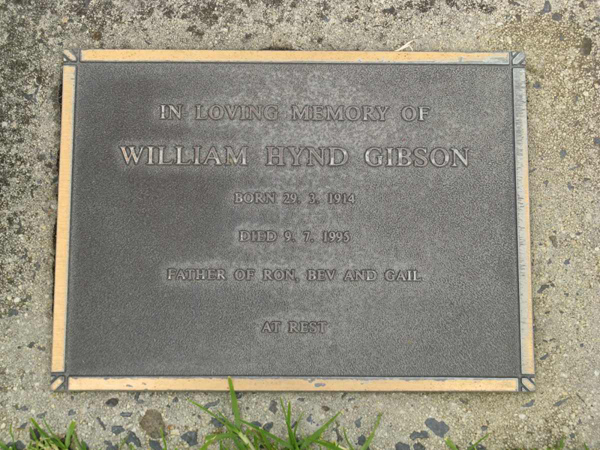 IN LOVING MEMORY OF
WILLIAM HYND GIBSON
BORN 29. 3. 1914
DIED 9. 7. 1995
FATHER OF RON, BEV AND GAIL
AT REST